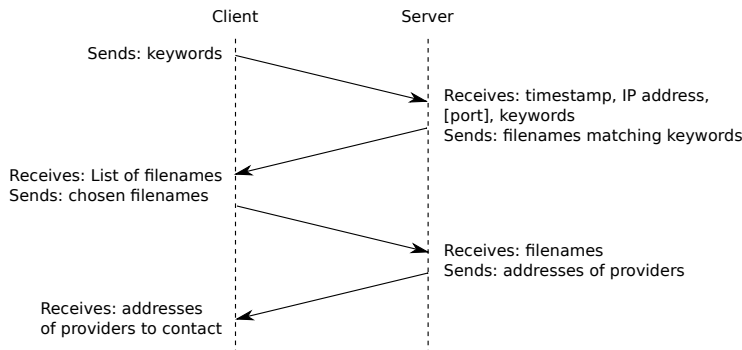 Client
Server
Sends: keywords
Receives: timestamp, IP address,
[port], keywords
Sends: filenames matching keywords
Receives: List of filenames
Sends: chosen filenames
Receives: filenames
Sends: addresses of providers
Receives: addresses
of providers to contact